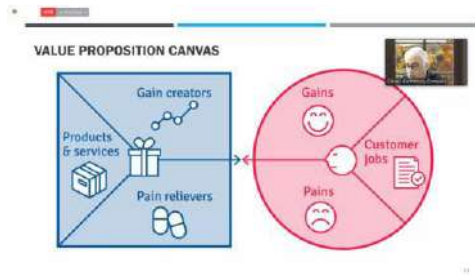 VALUE PROPOSITION CANVAS
Gain creators
Products
& services
Pain relievers
Gains
Customer
jobs
Pains